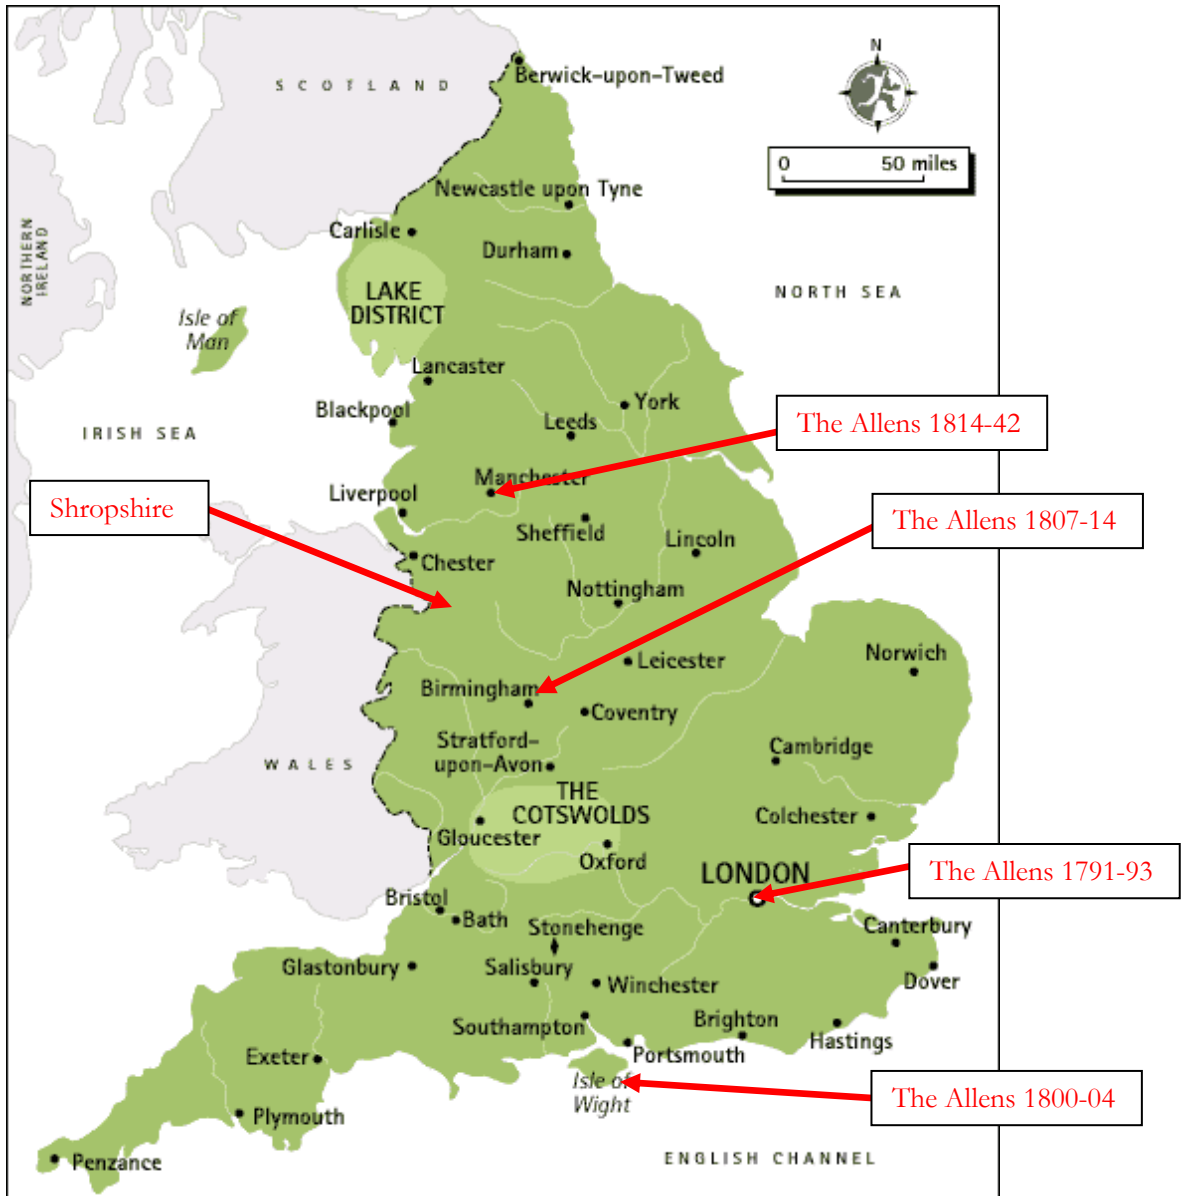 N
SCOTLAND
Berwick-upon-Tweed
0 50 miles
Newcastle upon Tyne
NORTHERN
IRELAND
Carlisle
Durham
LAKE
DISTRICT
NORTH SEA
Isle of
Man
Lancaster
Blackpool
York
The Allens 1814-42
IRISH SEA
Leeds
Manchester
Liverpool
Shropshire
Sheffield
The Allens 1807-14
Lincoln
Chester
Nottingham
Norwich
Leicester
Birmingham
Coventry
Stratford-
upon-Avon
Cambridge
WALES
THE
COTSWOLDS
Colchester
Gloucester
Oxford
LONDON
The Allens 1791-93
Bristol
Bath
Stonehenge
Canterbury
Glastonbury
Salisbury
Winchester
Dover
Southampton
Brighton
Hastings
Portsmouth
Exeter
Isle of
Wight
The Allens 1800-04
Plymouth
Penzance
ENGLISH CHANNEL